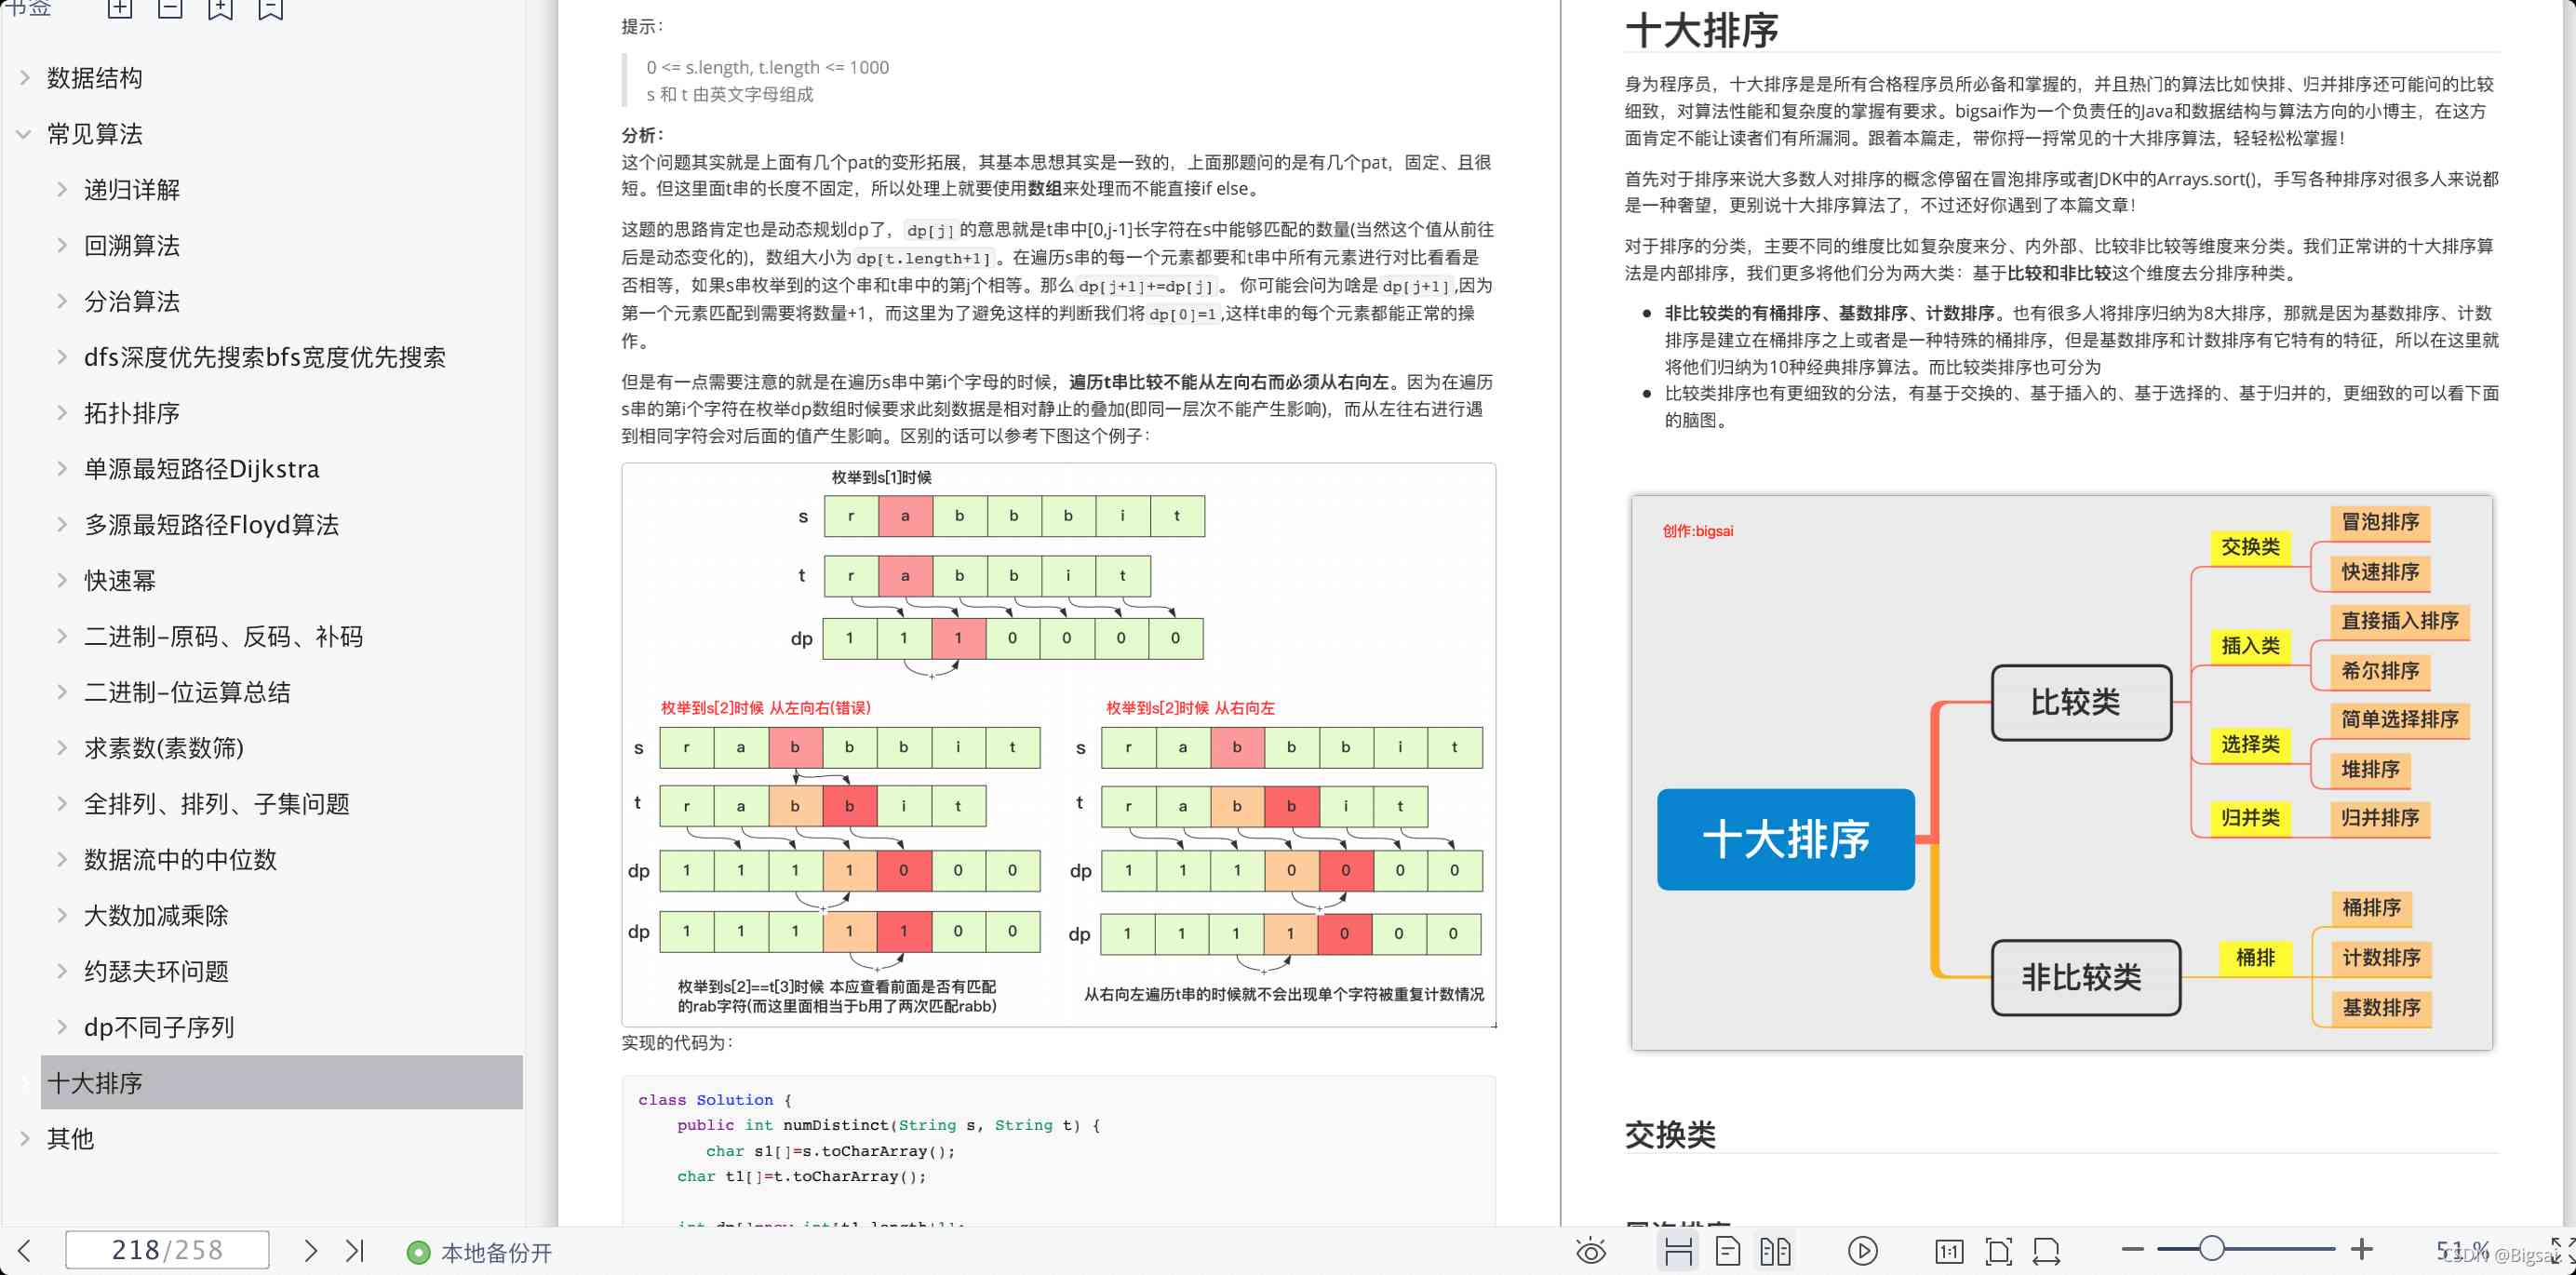 书签
数据结构
常见算法
递归详解
回溯算法
分治算法
dfs深度优先搜索bfs宽度优先搜索
拓扑排序
单源最短路径Dijkstra
多源最短路径Floyd算法
快速幂
二进制-原码、反码、补码
二进制-位运算总结
求素数(素数筛)
全排列、排列、子集问题
数据流中的中位数
大数加减乘除
约瑟夫环问题
dp不同子序列
十大排序
其他
提示：
0 <= s.length, t.length <= 1000
s 和 t 由英文字母组成
分析：
这个问题其实就是上面有几个pat的变形拓展，其基本思想其实是一致的，上面那题问的是有几个pat，固定、且很
短。但这里面t串的长度不固定，所以处理上就要使用数组来处理而不能直接if else。
这题的思路肯定也是动态规划dp了，dp[j]的意思就是t串中[0,j-1]长字符在s中能够匹配的数量(当然这个值从前往
后是动态变化的)，数组大小为dp[t.length+1]。在遍历s串的每一个元素都要和t串中所有元素进行对比看看是
否相等，如果s串枚举到的这个串和t串中的第j个相等。那么dp[j+1]+=dp[j]。 你可能会问为啥是dp[j+1],因为
第一个元素匹配到需要将数量+1，而这里为了避免这样的判断我们将dp[0]=1,这样t串的每个元素都能正常的操
作。
但是有一点需要注意的就是在遍历s串中第i个字母的时候，遍历t串比较不能从左向右而必须从右向左。因为在遍历
s串的第i个字符在枚举dp数组时候要求此刻数据是相对静止的叠加(即同一层次不能产生影响)，而从左往右进行遇
到相同字符会对后面的值产生影响。区别的话可以参考下图这个例子：
枚举到s[1]时候
s r a b b b i t
t r a b b i t
dp 1 1 1 0 0 0 0
+
枚举到s[2]时候 从左向右(错误)
s r a b b b i t
t r a b b i t
dp 1 1 1 1 0 0 0
+
dp 1 1 1 1 1 0 0
+
枚举到s[2]==t[3]时候 本应查看前面是否有匹配
的rab字符(而这里面相当于b用了两次匹配rabb)
枚举到s[2]时候 从右向左
s r a b b b i t
t r a b b i t
dp 1 1 1 0 0 0 0
+
dp 1 1 1 1 0 0 0
+
从右向左遍历t串的时候就不会出现单个字符被重复计数情况
实现的代码为：
class Solution {
public int numDistinct(String s, String t) {
char s1[]=s.toCharArray();
char t1[]=t.toCharArray();
int dp[]=new int[t1.length+1];
十大排序
身为程序员，十大排序是是所有合格程序员所必备和掌握的，并且热门的算法比如快排、归并排序还可能问的比较
细致，对算法性能和复杂度的掌握有要求。bigsai作为一个负责任的Java和数据结构与算法方向的小博主，在这方
面肯定不能让读者们有所漏洞。跟着本篇走，带你捋一捋常见的十大排序算法，轻轻松松掌握！
首先对于排序来说大多数人对排序的概念停留在冒泡排序或者JDK中的Arrays.sort()，手写各种排序对很多人来说都
是一种奢望，更别说十大排序算法了，不过还好你遇到了本篇文章！
对于排序的分类，主要不同的维度比如复杂度来分、内外部、比较非比较等维度来分类。我们正常讲的十大排序算
法是内部排序，我们更多将他们分为两大类：基于比较和非比较这个维度去分排序种类。
非比较类的有桶排序、基数排序、计数排序。也有很多人将排序归纳为8大排序，那就是因为基数排序、计数
排序是建立在桶排序之上或者是一种特殊的桶排序，但是基数排序和计数排序有它特有的特征，所以在这里就
将他们归纳为10种经典排序算法。而比较类排序也可分为
比较类排序也有更细致的分法，有基于交换的、基于插入的、基于选择的、基于归并的，更细致的可以看下面
的脑图。
创作:bigsai
十大排序
比较类
交换类
冒泡排序
快速排序
插入类
直接插入排序
希尔排序
选择类
简单选择排序
堆排序
归并类
归并排序
非比较类
桶排
桶排序
计数排序
基数排序
交换类
冒泡排序
218/258
本地备份开
1:1
51%
CSDN @Bigsai